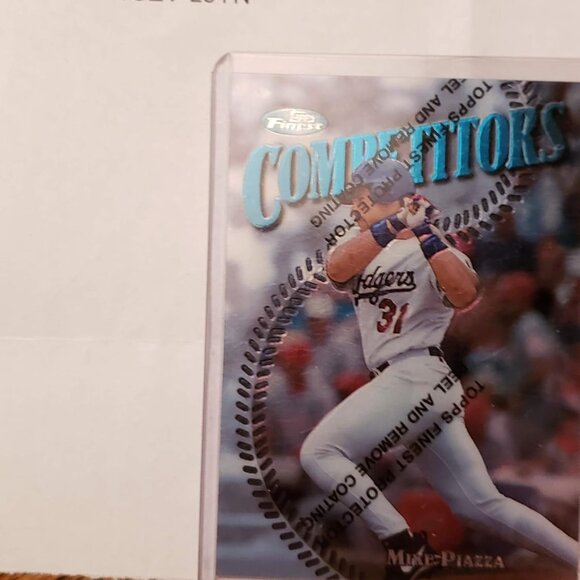 Topps
Finest
COMPETITORS
TOPPS FINEST PROTECTOR
PEEL AND REMOVE COATING
Dodgers
31
TOPPS FINEST PROTECTOR
PEEL AND REMOVE COATING
MIKE PIAZZA